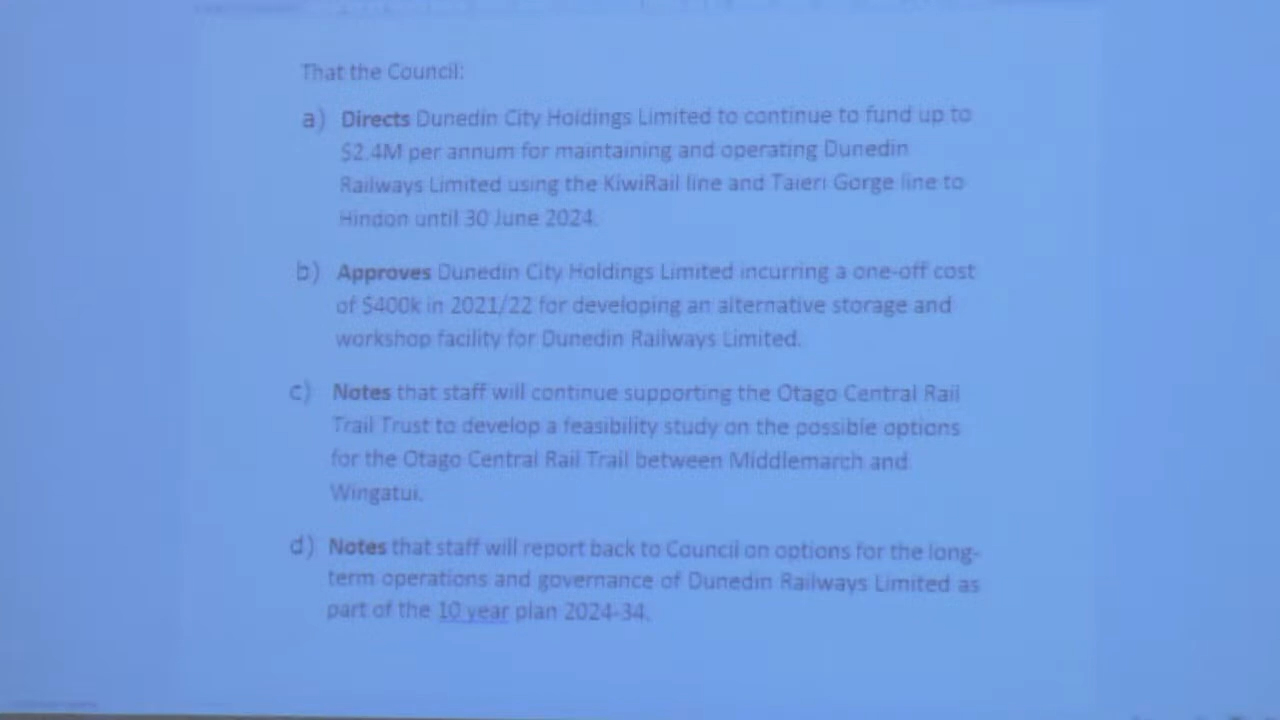 That the Council:
a) Directs Dunedin City Holdings Limited to continue to fund up to
$2.4M per annum for maintaining and operating Dunedin
Railways Limited using the KiwiRail line and Taieri Gorge line to
Hindon until 30 June 2024.
b) Approves Dunedin City Holdings Limited incurring a one-off cost
of $400k in 2021/22 for developing an alternative storage and
workshop facility for Dunedin Railways Limited.
c) Notes that staff will continue supporting the Otago Central Rail
Trail Trust to develop a feasibility study on the possible options
for the Otago Central Rail Trail between Middlemarch and
Wingatui.
d) Notes that staff will report back to Council on options for the long-
term operations and governance of Dunedin Railways Limited as
part of the 10 year plan 2024-34.